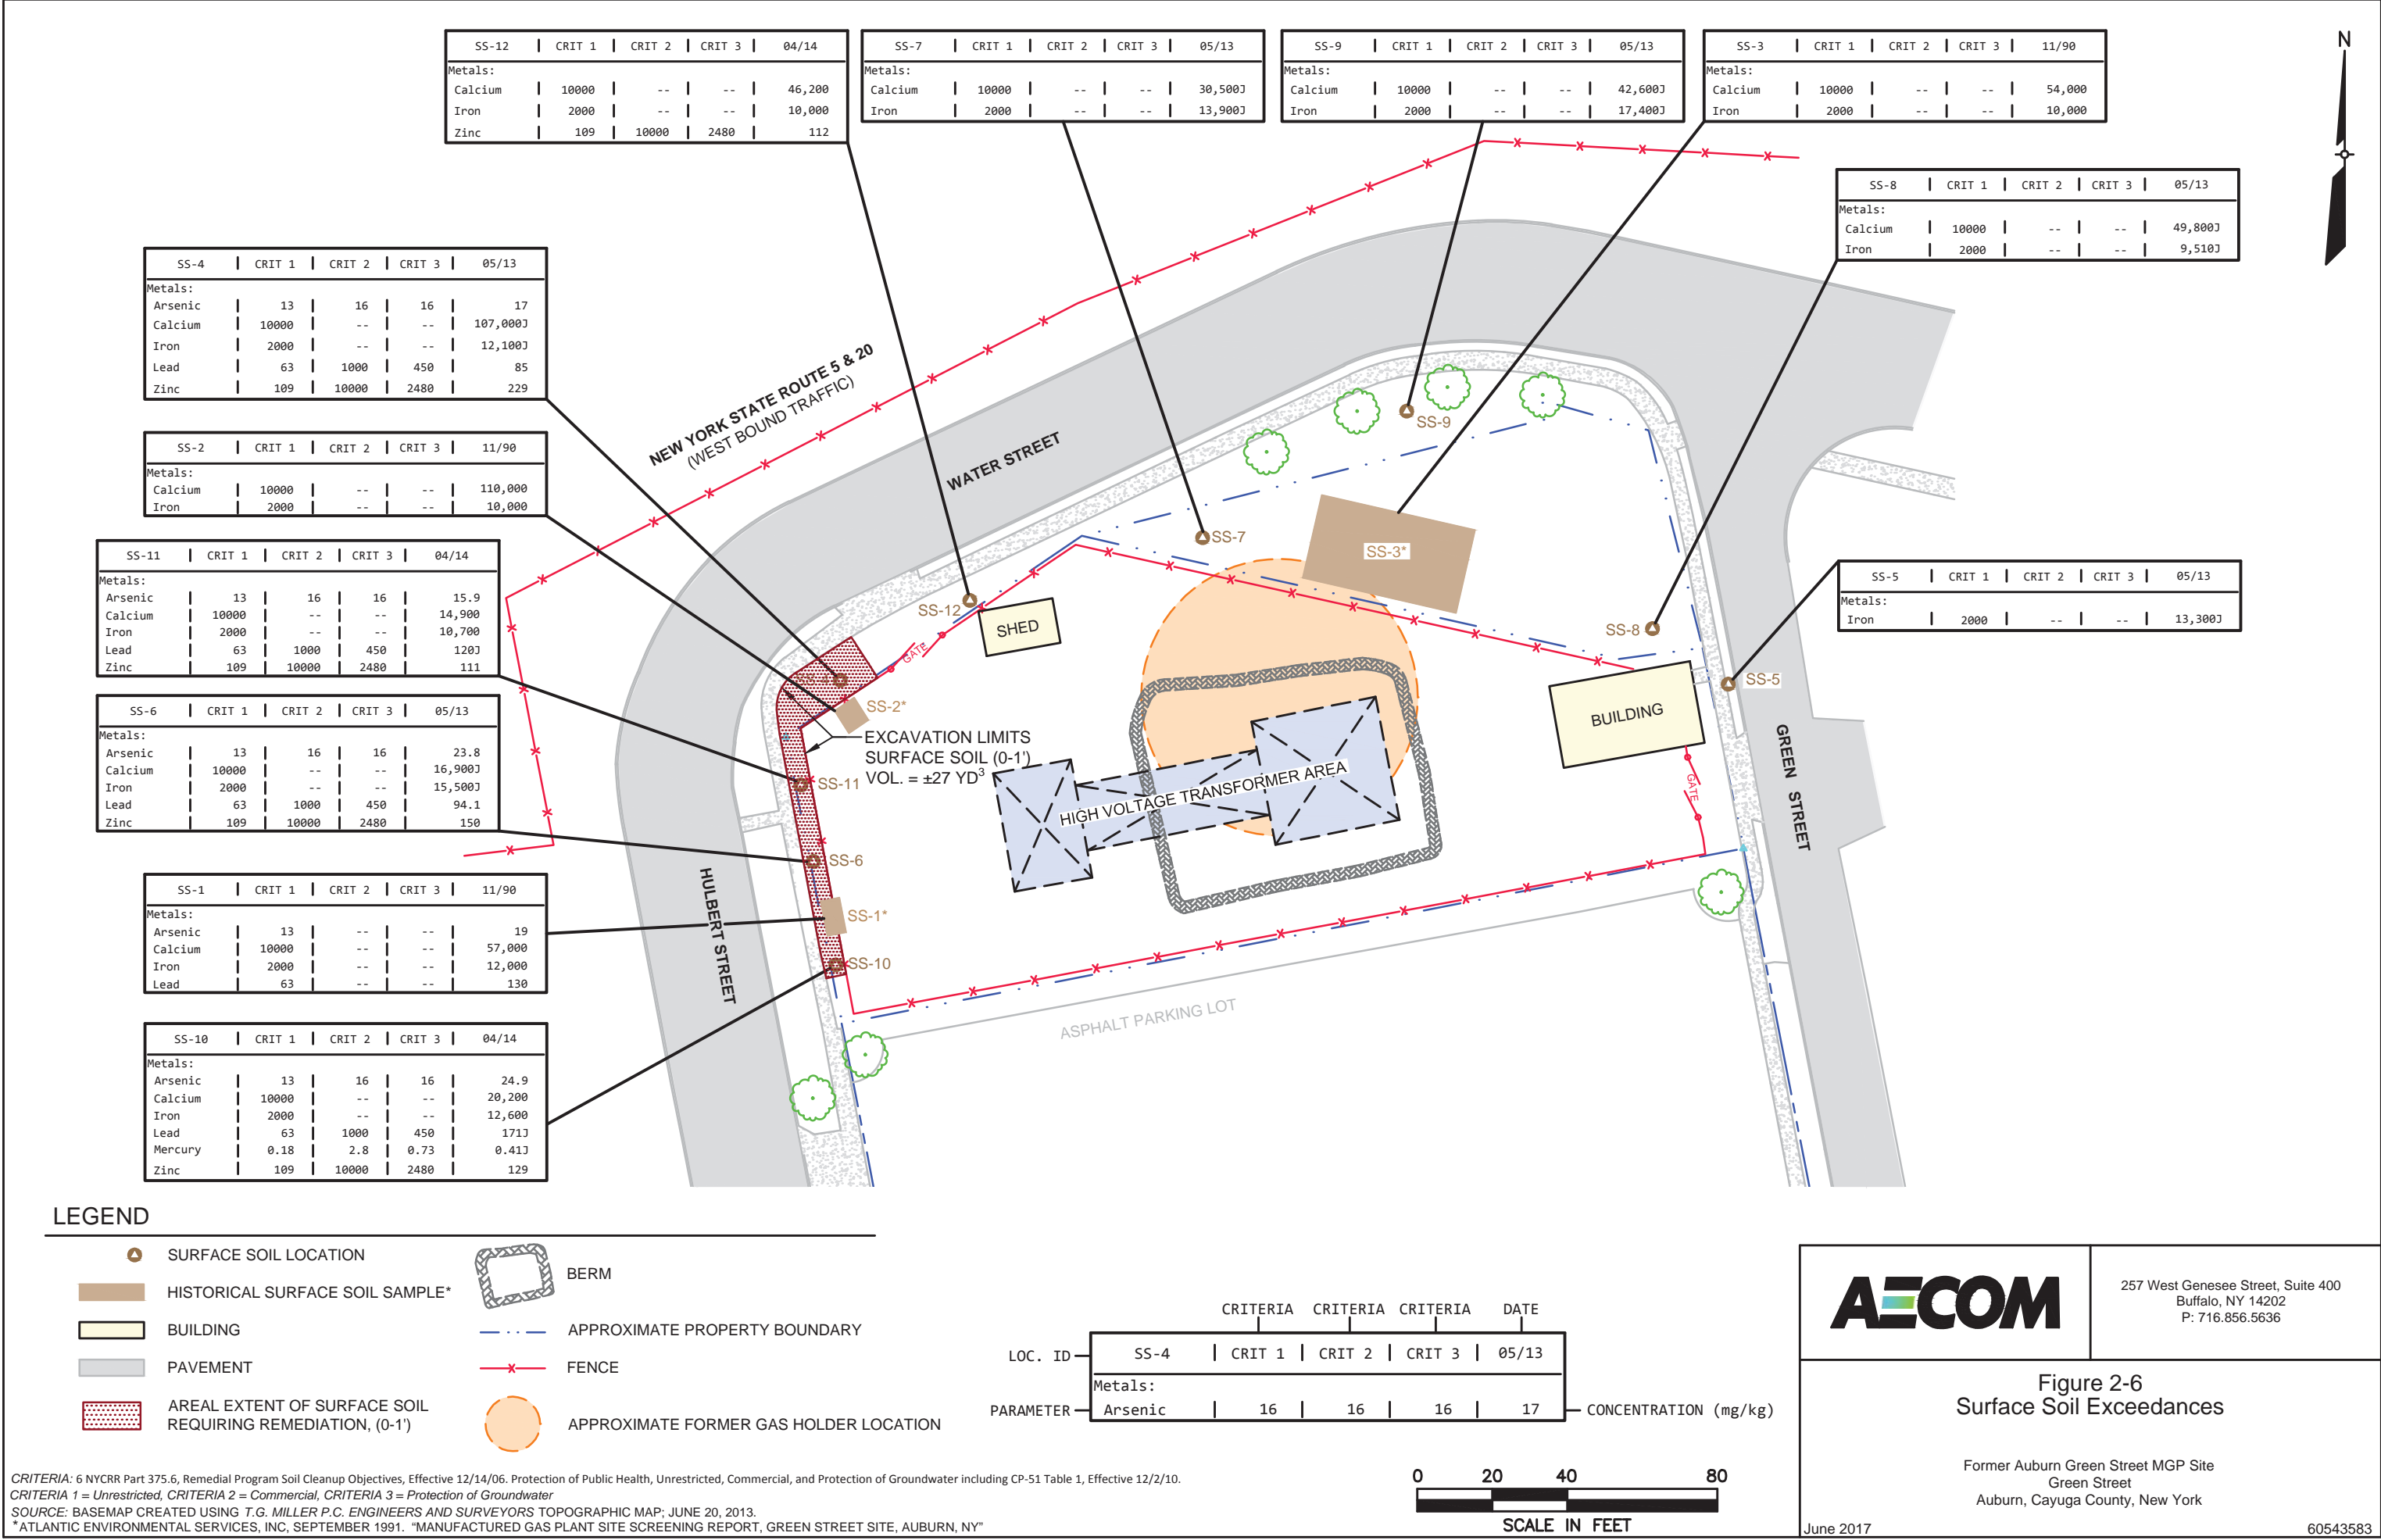 SS-12 | CRIT 1 | CRIT 2 | CRIT 3 | 04/14
Metals:
Calcium | 10000 | -- | -- | 46,200
Iron | 2000 | -- | -- | 10,000
Zinc | 109 | 10000 | 2480 | 112
SS-7 | CRIT 1 | CRIT 2 | CRIT 3 | 05/13
Metals:
Calcium | 10000 | -- | -- | 30,500J
Iron | 2000 | -- | -- | 13,900J
SS-9 | CRIT 1 | CRIT 2 | CRIT 3 | 05/13
Metals:
Calcium | 10000 | -- | -- | 42,600J
Iron | 2000 | -- | -- | 17,400J
SS-3 | CRIT 1 | CRIT 2 | CRIT 3 | 11/90
Metals:
Calcium | 10000 | -- | -- | 54,000
Iron | 2000 | -- | -- | 10,000
N
SS-8 | CRIT 1 | CRIT 2 | CRIT 3 | 05/13
Metals:
Calcium | 10000 | -- | -- | 49,800J
Iron | 2000 | -- | -- | 9,510J
SS-4 | CRIT 1 | CRIT 2 | CRIT 3 | 05/13
Metals:
Arsenic | 13 | 16 | 16 | 17
Calcium | 10000 | -- | -- | 107,000J
Iron | 2000 | -- | -- | 12,100J
Lead | 63 | 1000 | 450 | 85
Zinc | 109 | 10000 | 2480 | 229
SS-2 | CRIT 1 | CRIT 2 | CRIT 3 | 11/90
Metals:
Calcium | 10000 | -- | -- | 110,000
Iron | 2000 | -- | -- | 10,000
SS-11 | CRIT 1 | CRIT 2 | CRIT 3 | 04/14
Metals:
Arsenic | 13 | 16 | 16 | 15.9
Calcium | 10000 | -- | -- | 14,900
Iron | 2000 | -- | -- | 10,700
Lead | 63 | 1000 | 450 | 120J
Zinc | 109 | 10000 | 2480 | 111
SS-6 | CRIT 1 | CRIT 2 | CRIT 3 | 05/13
Metals:
Arsenic | 13 | 16 | 16 | 23.8
Calcium | 10000 | -- | -- | 16,900J
Iron | 2000 | -- | -- | 15,500J
Lead | 63 | 1000 | 450 | 94.1
Zinc | 109 | 10000 | 2480 | 150
SS-1 | CRIT 1 | CRIT 2 | CRIT 3 | 11/90
Metals:
Arsenic | 13 | -- | -- | 19
Calcium | 10000 | -- | -- | 57,000
Iron | 2000 | -- | -- | 12,000
Lead | 63 | -- | -- | 130
SS-10 | CRIT 1 | CRIT 2 | CRIT 3 | 04/14
Metals:
Arsenic | 13 | 16 | 16 | 24.9
Calcium | 10000 | -- | -- | 20,200
Iron | 2000 | -- | -- | 12,600
Lead | 63 | 1000 | 450 | 171J
Mercury | 0.18 | 2.8 | 0.73 | 0.41J
Zinc | 109 | 10000 | 2480 | 129
SS-5 | CRIT 1 | CRIT 2 | CRIT 3 | 05/13
Metals:
Iron | 2000 | -- | -- | 13,300J
NEW YORK STATE ROUTE 5 & 20
(WEST BOUND TRAFFIC)
WATER STREET
SS-9
SS-7
SS-3*
SS-12
SHED
GATE
SS-8
SS-5
BUILDING
GATE
GREEN STREET
SS-2*
EXCAVATION LIMITS
SURFACE SOIL (0-1')
VOL. = ±27 YD3
SS-11
HIGH VOLTAGE TRANSFORMER AREA
SS-6
SS-1*
SS-10
HULBERT STREET
ASPHALT PARKING LOT
LEGEND
SURFACE SOIL LOCATION
HISTORICAL SURFACE SOIL SAMPLE*
BUILDING
PAVEMENT
AREAL EXTENT OF SURFACE SOIL
REQUIRING REMEDIATION, (0-1')
BERM
APPROXIMATE PROPERTY BOUNDARY
FENCE
APPROXIMATE FORMER GAS HOLDER LOCATION
CRITERIA CRITERIA CRITERIA DATE
LOC. ID
SS-4 | CRIT 1 | CRIT 2 | CRIT 3 | 05/13
Metals:
PARAMETER
Arsenic | 16 | 16 | 16 | 17
CONCENTRATION (mg/kg)
0 20 40 80
SCALE IN FEET
AECOM
257 West Genesee Street, Suite 400
Buffalo, NY 14202
P: 716.856.5636
Figure 2-6
Surface Soil Exceedances
Former Auburn Green Street MGP Site
Green Street
Auburn, Cayuga County, New York
June 2017
60543583
CRITERIA: 6 NYCRR Part 375.6, Remedial Program Soil Cleanup Objectives, Effective 12/14/06. Protection of Public Health, Unrestricted, Commercial, and Protection of Groundwater including CP-51 Table 1, Effective 12/2/10.
CRITERIA 1 = Unrestricted, CRITERIA 2 = Commercial, CRITERIA 3 = Protection of Groundwater
SOURCE: BASEMAP CREATED USING T.G. MILLER P.C. ENGINEERS AND SURVEYORS TOPOGRAPHIC MAP; JUNE 20, 2013.
*ATLANTIC ENVIRONMENTAL SERVICES, INC, SEPTEMBER 1991. "MANUFACTURED GAS PLANT SITE SCREENING REPORT, GREEN STREET SITE, AUBURN, NY"